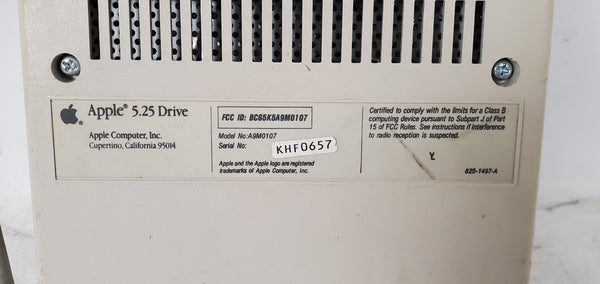 Apple® 5.25 Drive
Apple Computer, Inc.
Cupertino, California 95014
FCC ID: BCG5K5A9M0107
Model No:A9M0107
Serial No:
KHF0657
Apple and the Apple logo are registered
trademarks of Apple Computer, Inc.
Certified to comply with the limits for a Class B
computing device pursuant to Subpart J of Part
15 of FCC Rules. See instructions if interference
to radio reception is suspected.
Y
825-1497-A